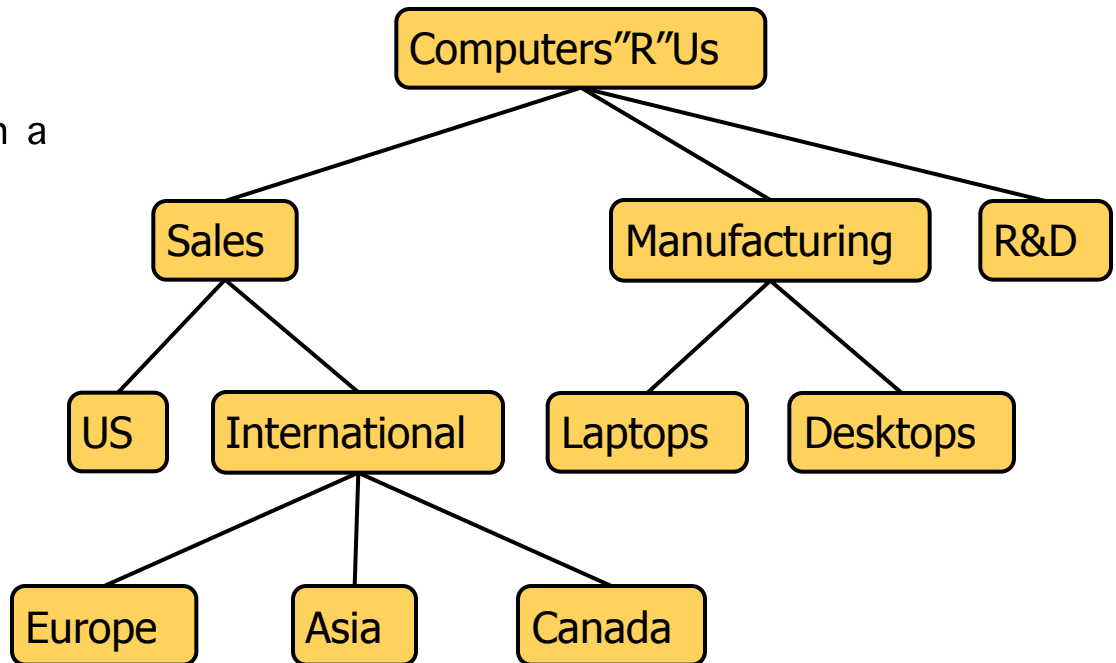 Computers”R”Us
a
Sales Manufacturing R&D
US International Laptops Desktops
Europe Asia Canada